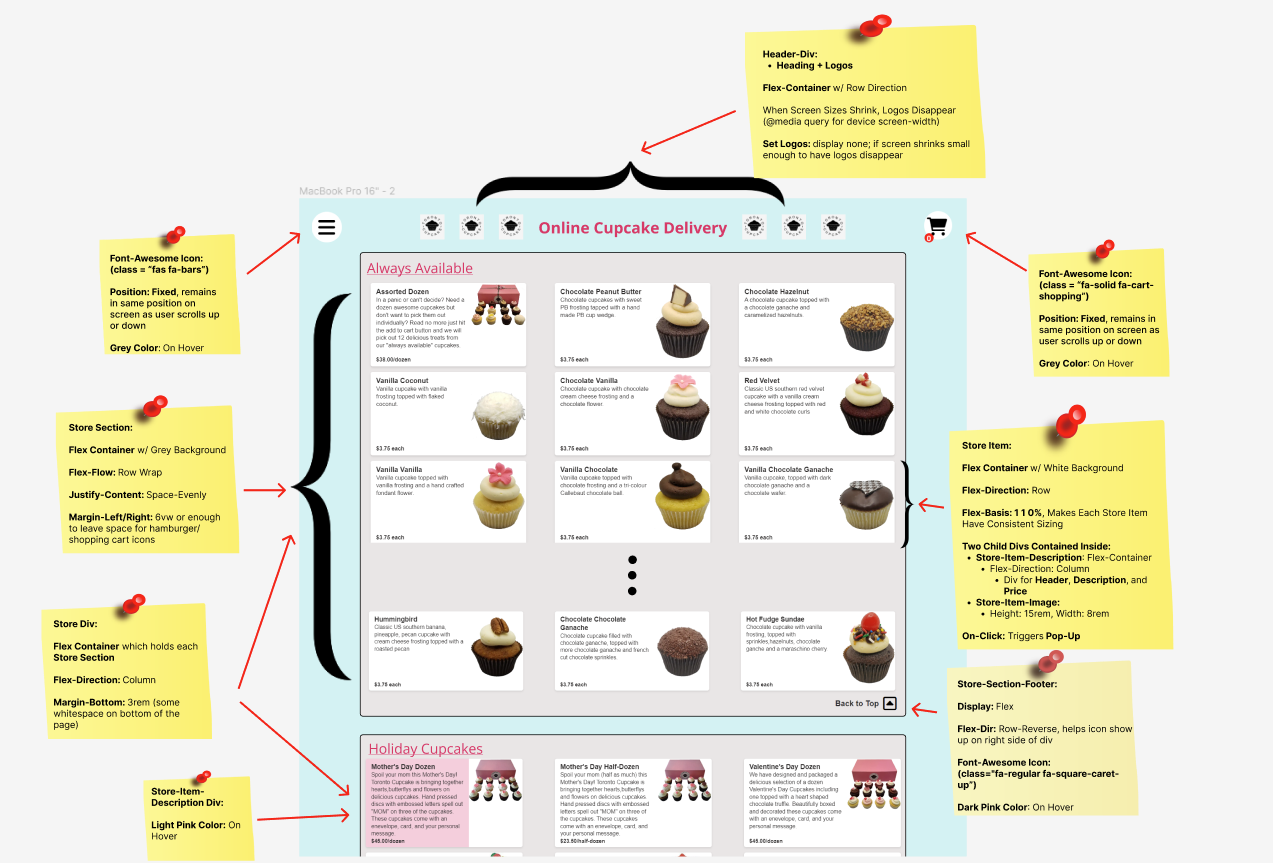 Header-Div:
• Heading + Logos
Flex-Container w/ Row Direction
When Screen Sizes Shrink, Logos Disappear
(@media query for device screen-width)
Set Logos: display none; if screen shrinks small
enough to have logos disappear
MacBook Pro 16" - 2
Online Cupcake Delivery
0
Font-Awesome Icon:
(class = "fas fa-bars")
Position: Fixed, remains
in same position on
screen as user scrolls up
or down
Grey Color: On Hover
Font-Awesome Icon:
(class = "fa-solid fa-cart-
shopping")
Position: Fixed, remains in
same position on screen as
user scrolls up or down
Grey Color: On Hover
Always Available
Assorted Dozen
In a panic or can't decide? Need a
dozen awesome cupcakes but
don't want to pick them out
individually? Read no more just hit
the add to cart button and we will
pick out 12 delicious treats from
our "always available" cupcakes.
$38.00/dozen
Chocolate Peanut Butter
Chocolate cupcakes with sweet
PB frosting topped with a hand
made PB cup wedge.
$3.75 each
Chocolate Hazelnut
A chocolate cupcake topped with
a chocolate ganache and
caramelized hazelnuts.
$3.75 each
Vanilla Coconut
Vanilla cupcake with vanilla
frosting topped with flaked
coconut.
$3.75 each
Chocolate Vanilla
Chocolate cupcake with chocolate
cream cheese frosting and a
chocolate flower.
$3.75 each
Red Velvet
Classic US southern red velvet
cupcake with a vanilla cream
cheese frosting topped with red
and white chocolate curls.
$3.75 each
Vanilla Vanilla
Vanilla cupcake topped with
vanilla frosting and a hand crafted
fondant flower.
$3.75 each
Vanilla Chocolate
Vanilla cupcake topped with
chocolate frosting and a tri-colour
Callebaut chocolate ball.
$3.75 each
Vanilla Chocolate Ganache
Vanilla cupcake, topped with dark
chocolate ganache and a
chocolate wafer.
$3.75 each
Hummingbird
Classic US southern banana,
pineapple, pecan cupcake with
cream cheese frosting topped with a
roasted pecan
$3.75 each
Chocolate Chocolate
Ganache
Chocolate cupcake filled with
chocolate ganache, topped with
more chocolate ganache and french
cut chocolate sprinkles.
$3.75 each
Hot Fudge Sundae
Chocolate cupcake with vanilla
frosting, topped with
sprinkles,hazelnuts, chocolate
ganche and a maraschino cherry
$3.75 each
Back to Top
Store Section:
Flex Container w/ Grey Background
Flex-Flow: Row Wrap
Justify-Content: Space-Evenly
Margin-Left/Right: 6vw or enough
to leave space for hamburger/
shopping cart icons
Store Item:
Flex Container w/ White Background
Flex-Direction: Row
Flex-Basis: 1 1 0%, Makes Each Store Item
Have Consistent Sizing
Two Child Divs Contained Inside:
• Store-Item-Description: Flex-Container
• Flex-Direction: Column
• Div for Header, Description, and
Price
• Store-Item-Image:
• Height: 15rem, Width: 8rem
On-Click: Triggers Pop-Up
Store Div:
Flex Container which holds each
Store Section
Flex-Direction: Column
Margin-Bottom: 3rem (some
whitespace on bottom of the
page)
Store-Section-Footer:
Display: Flex
Flex-Dir: Row-Reverse, helps icon show
up on right side of div
Font-Awesome Icon:
(class="fa-regular fa-square-caret-
up")
Dark Pink Color: On Hover
Store-Item-
Description Div:
Light Pink Color: On
Hover
Holiday Cupcakes
Mother's Day Dozen
Spoil your mom this Mother's Day!
Toronto Cupcake is bringing together
hearts,butterflys and flowers on
delicious cupcakes. Hand pressed
discs with embossed letters spell out
"MOM" on three of the cupcakes.
These cupcakes come with an
enevelope, card, and your personal
message.
$45.00/dozen
Mother's Day Half-Dozen
Spoil your mom (half as much) this
Mother's Day! Toronto Cupcake is
bringing together hearts,butterflys
and flowers on delicious cupcakes.
Hand pressed discs with embossed
letters spell out "MOM" on three of
the cupcakes. These cupcakes
come with an enevelope, card, and
your personal message.
$23.50/half-dozen
Valentine's Day Dozen
We have designed and packaged a
delicious selection of a dozen
Valentine's Day Cupcakes including
one topped with a heart shaped
chocolate truffle. Beautifully boxed
and decorated these cupcakes come
with an envelope, card, and your
personal message.
$45.00/dozen